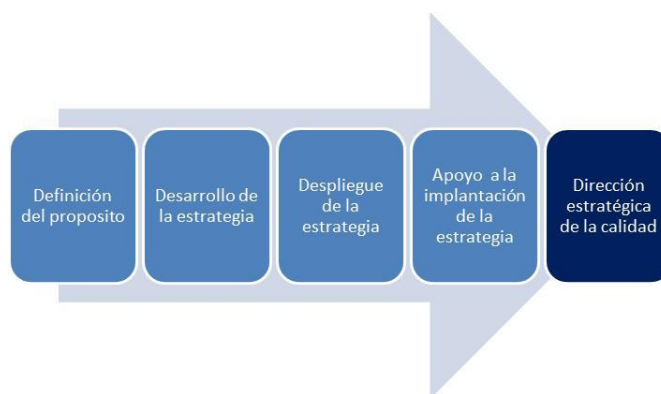 Definición
del proposito
Desarrollo de
la estrategia
Despliegue
de la
estrategia
Apoyo a la
implantación
de la
estrategia
Dirección
estratégica
de la calidad